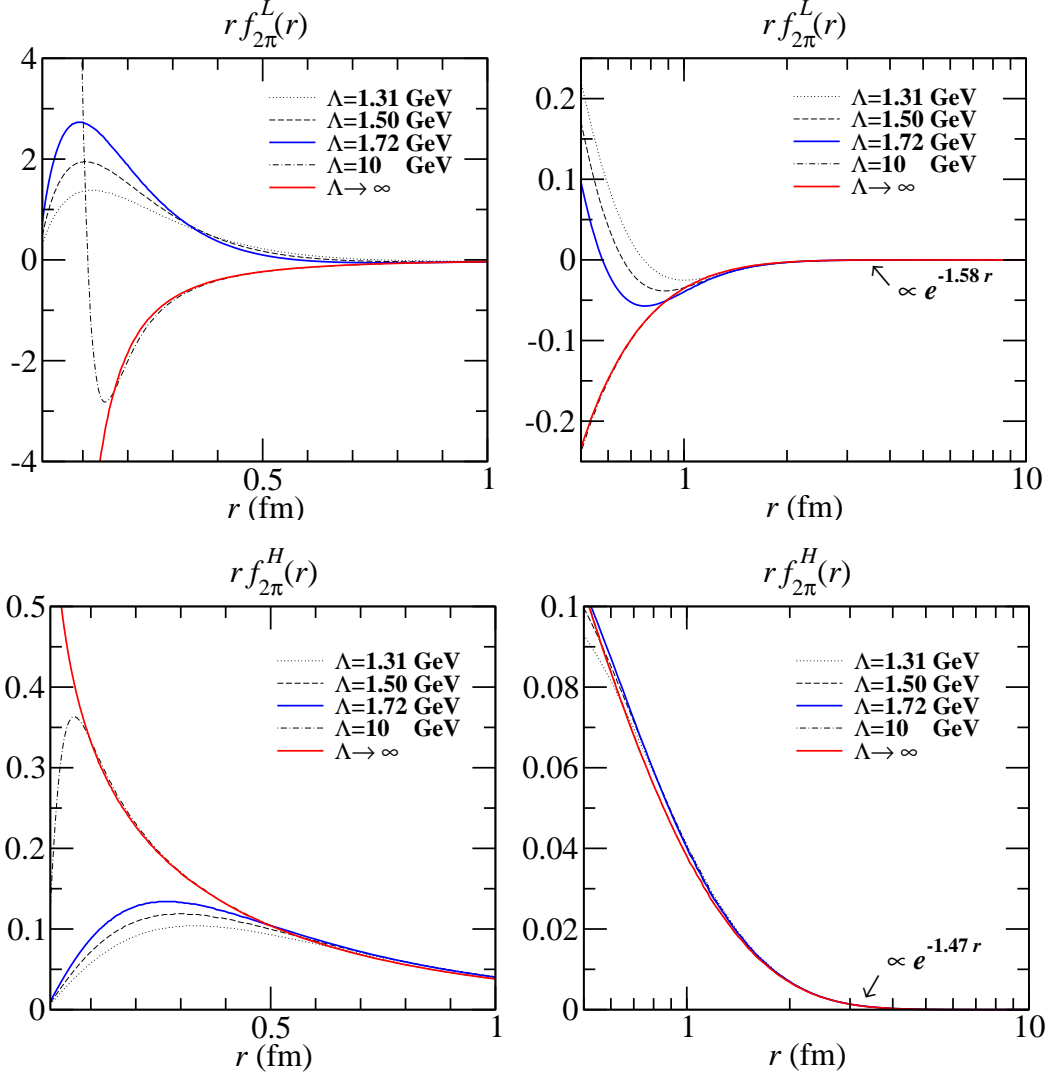 r f_{2π}^L(r)
4
2
0
-2
-4
Λ=1.31 GeV
Λ=1.50 GeV
Λ=1.72 GeV
Λ=10 GeV
Λ→∞
0.5
1
r (fm)
r f_{2π}^L(r)
0.2
0.1
0
-0.1
-0.2
Λ=1.31 GeV
Λ=1.50 GeV
Λ=1.72 GeV
Λ=10 GeV
Λ→∞
∝ e^{-1.58 r}
1
10
r (fm)
r f_{2π}^H(r)
0.5
0.4
0.3
0.2
0.1
0
Λ=1.31 GeV
Λ=1.50 GeV
Λ=1.72 GeV
Λ=10 GeV
Λ→∞
0.5
1
r (fm)
r f_{2π}^H(r)
0.1
0.08
0.06
0.04
0.02
0
Λ=1.31 GeV
Λ=1.50 GeV
Λ=1.72 GeV
Λ=10 GeV
Λ→∞
∝ e^{-1.47 r}
1
10
r (fm)